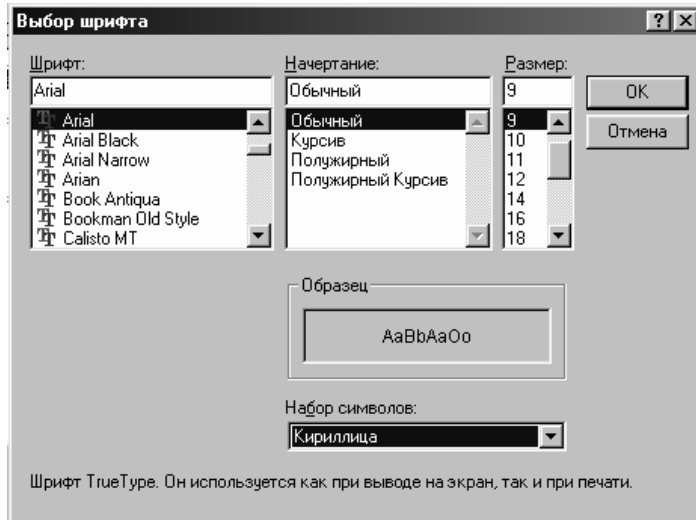 Выбор шрифта
Шрифт:
Начертание:
Размер:
Arial
Обычный
9
OK
Отмена
Arial
Arial Black
Arial Narrow
Arian
Book Antiqua
Bookman Old Style
Calisto MT
Обычный
Курсив
Полужирный
Полужирный Курсив
9
10
11
12
14
16
18
Образец
AaBbAaOo
Набор символов:
Кириллица
Шрифт TrueType. Он используется как при выводе на экран, так и при печати.